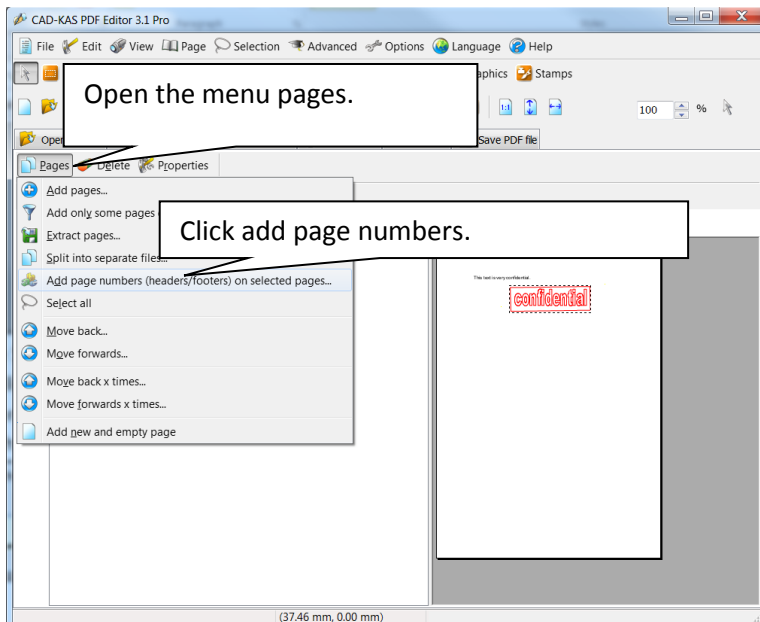 CAD-KAS PDF Editor 3.1 Pro
File Edit View Page Selection Advanced Options Language Help
Stamps
Open the menu pages.
1:1 100 %
Save PDF file
Pages Delete Properties
Add pages...
Add only some pages
Click add page numbers.
Extract pages...
Split into separate files...
Add page numbers (headers/footers) on selected pages...
Select all
Move back...
Move forwards...
Move back x times...
Move forwards x times...
Add new and empty page
This text is very confidential.
confidential
(37.46 mm, 0.00 mm)